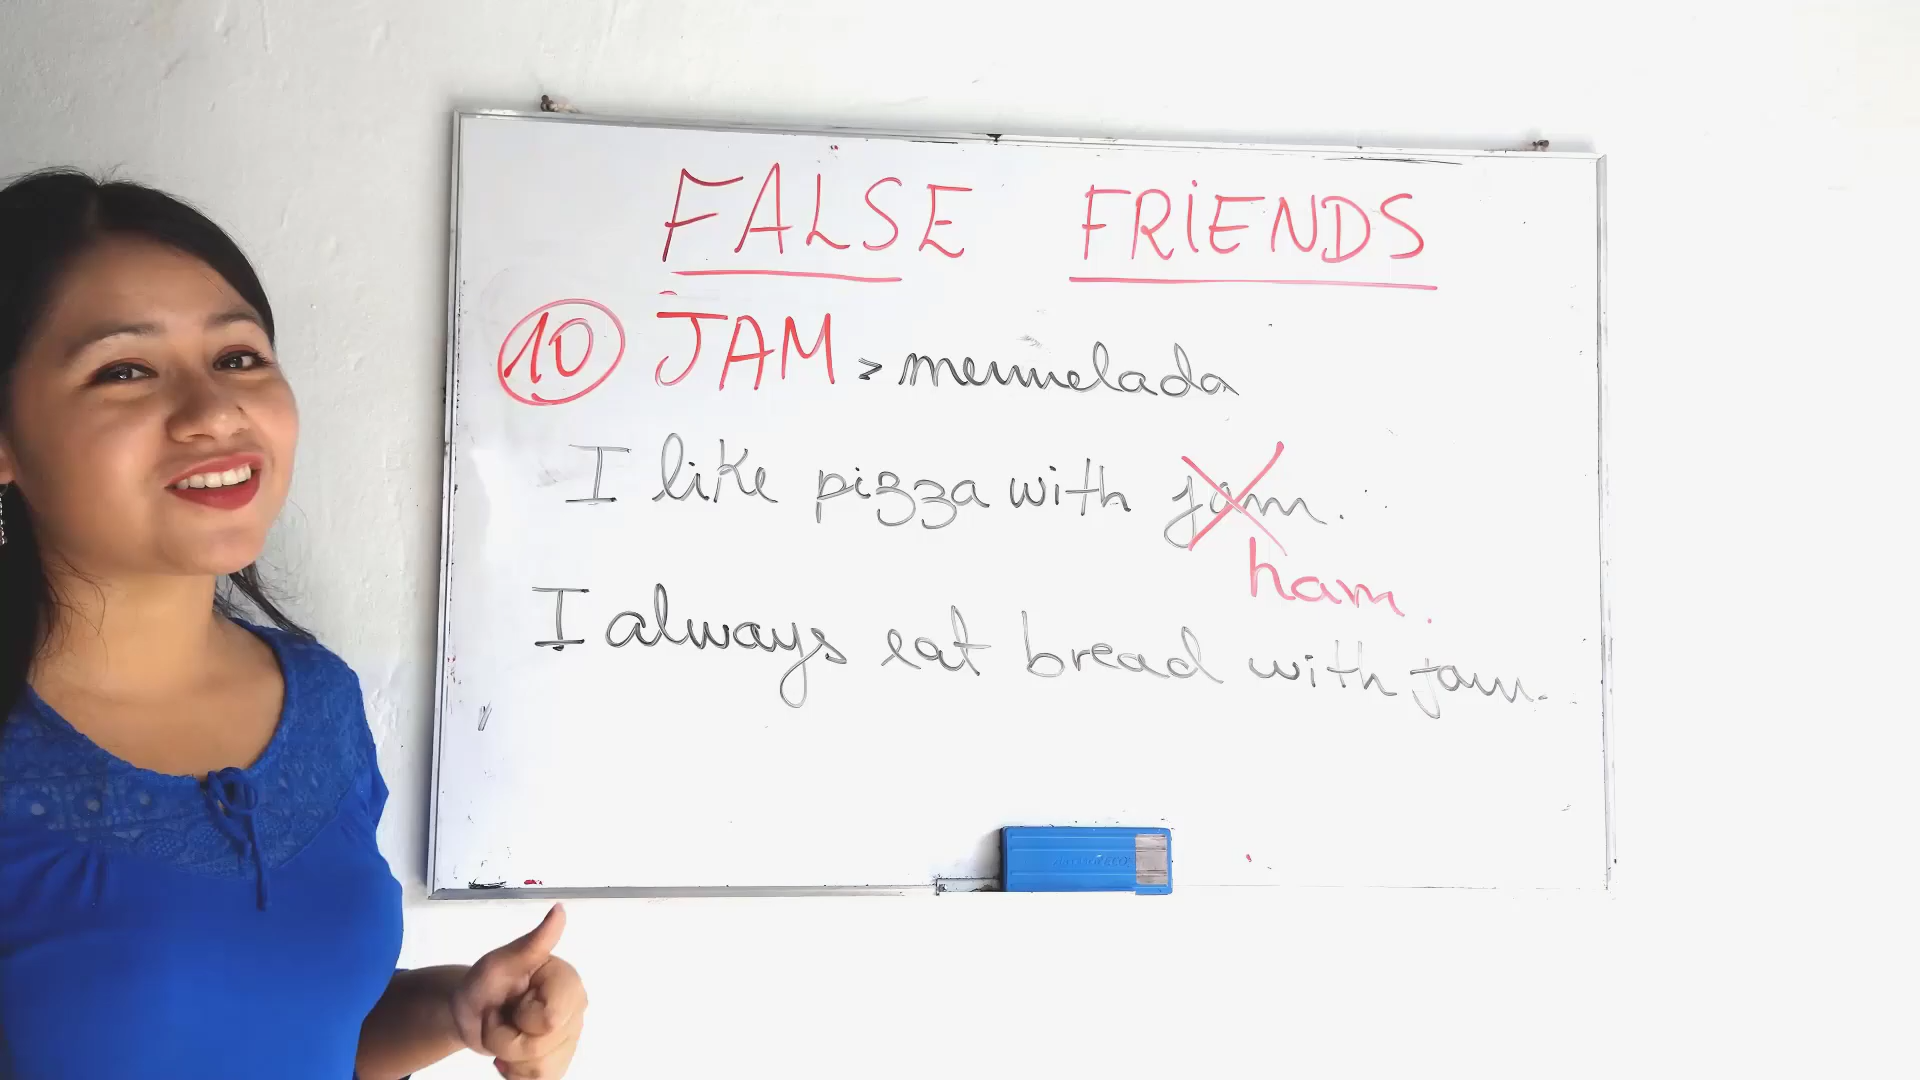 FALSE FRIENDS
10 JAM > mermelada
I like pizza with jam.
ham.
I always eat bread with jam.